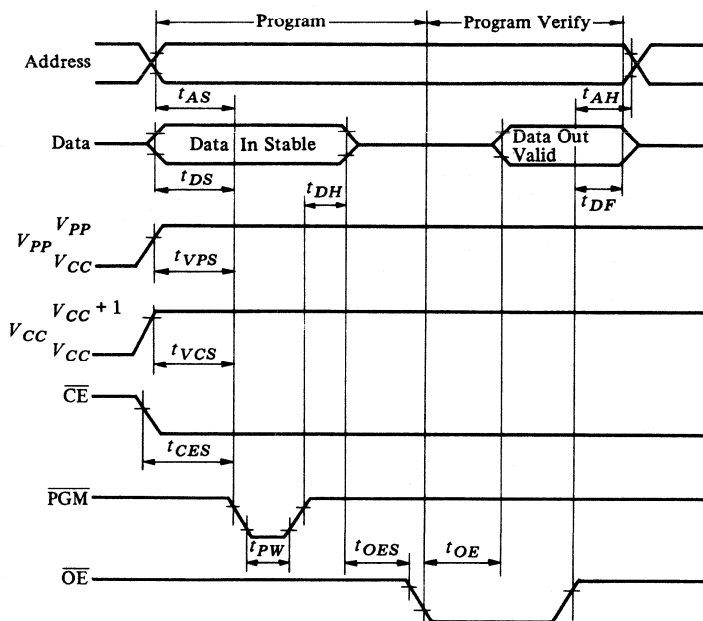 Program
Program Verify
Address
tAS
tAH
Data
Data In Stable
Data Out
Valid
tDS
tDH
tDF
VPP
VPP
VCC
tVPS
VCC + 1
VCC
VCC
tVCS
CE
tCES
PGM
tPW
tOES
tOE
OE